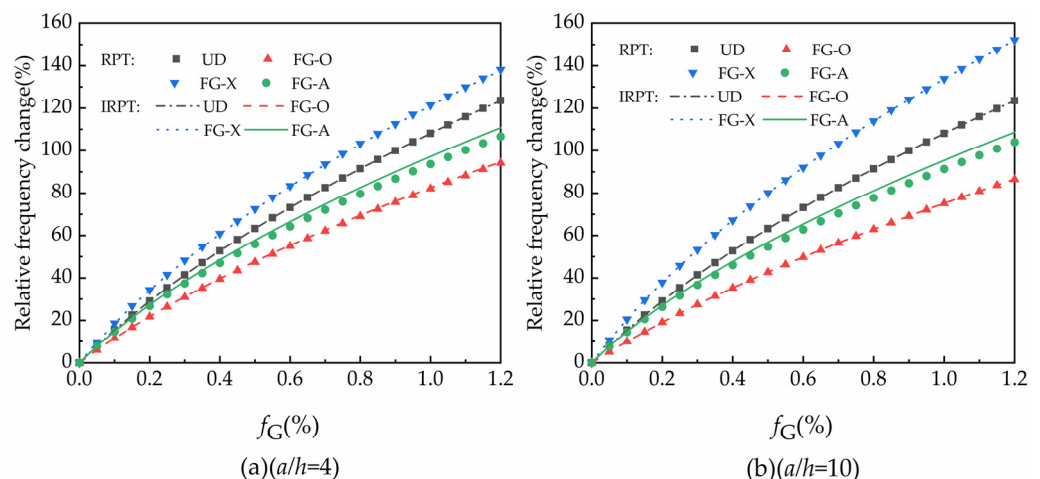 160
140
120
100
80
60
40
20
0
Relative frequency change(%)
RPT: UD FG-O
FG-X FG-A
IRPT: UD FG-O
FG-X FG-A
0.0 0.2 0.4 0.6 0.8 1.0 1.2
fG(%)
(a)(a/h=4)
160
140
120
100
80
60
40
20
0
Relative frequency change(%)
RPT: UD FG-O
FG-X FG-A
IRPT: UD FG-O
FG-X FG-A
0.0 0.2 0.4 0.6 0.8 1.0 1.2
fG(%)
(b)(a/h=10)